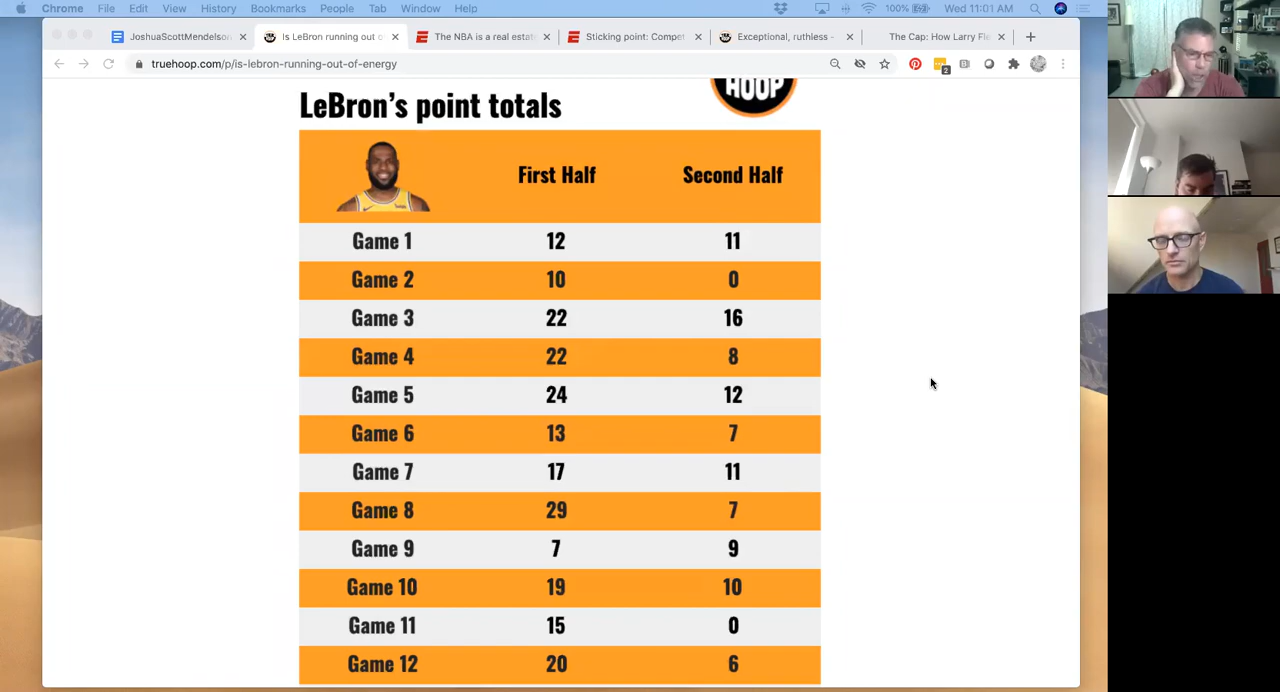 Chrome File Edit View History Bookmarks People Tab Window Help 100% Wed 11:01 AM
JoshuaScottMendelson Is LeBron running out The NBA is a real estate Sticking point: Compet Exceptional, ruthless - The Cap: How Larry Fle
truehoop.com/p/is-lebron-running-out-of-energy 2
HOOP
LeBron's point totals
First Half Second Half
Game 1 12 11
Game 2 10 0
Game 3 22 16
Game 4 22 8
Game 5 24 12
Game 6 13 7
Game 7 17 11
Game 8 29 7
Game 9 7 9
Game 10 19 10
Game 11 15 0
Game 12 20 6